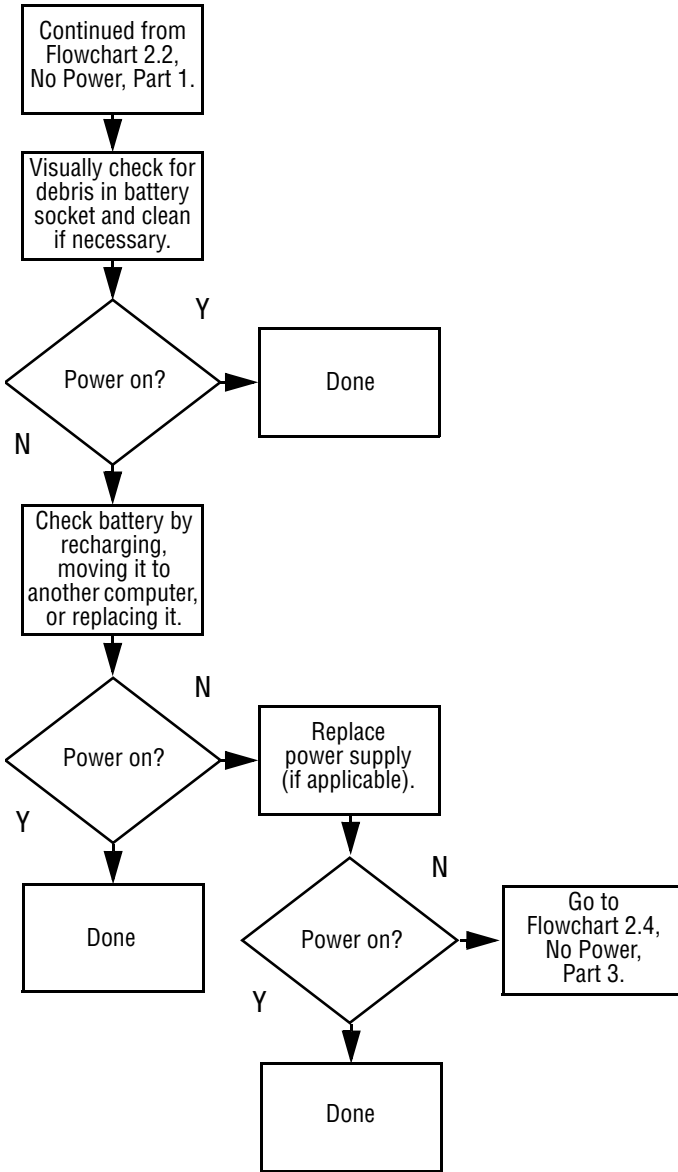 Continued from
Flowchart 2.2,
No Power, Part 1.
Visually check for
debris in battery
socket and clean
if necessary.
Y
Power on?
Done
N
Check battery by
recharging,
moving it to
another computer,
or replacing it.
N
Power on?
Replace
power supply
(if applicable).
Y
Done
N
Power on?
Go to
Flowchart 2.4,
No Power,
Part 3.
Y
Done